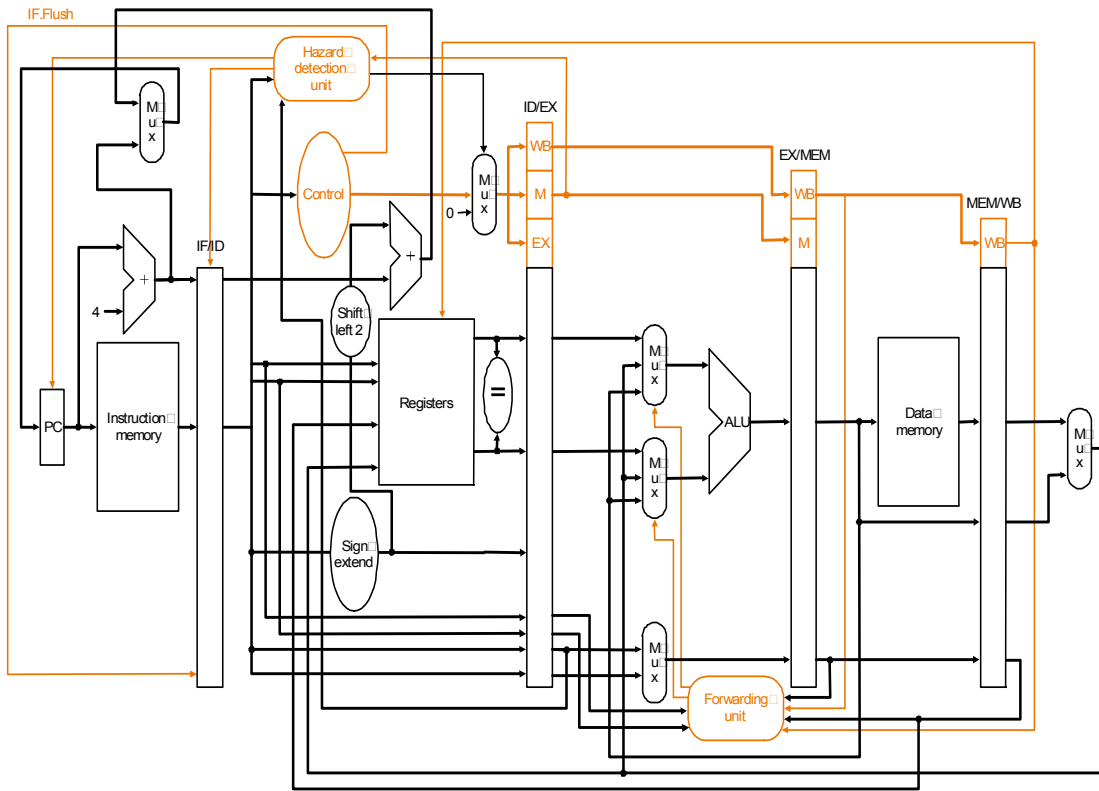 IF.Flush
Hazard
detection
unit
M
u
x
ID/EX
WB
EX/MEM
M
u
x
Control
M
WB
MEM/WB
0
EX
M
WB
IF/ID
+
+
4
Shift
left 2
M
u
x
Registers
=
Instruction
memory
PC
ALU
Data
memory
M
u
x
M
u
x
Sign
extend
M
u
x
Forwarding
unit